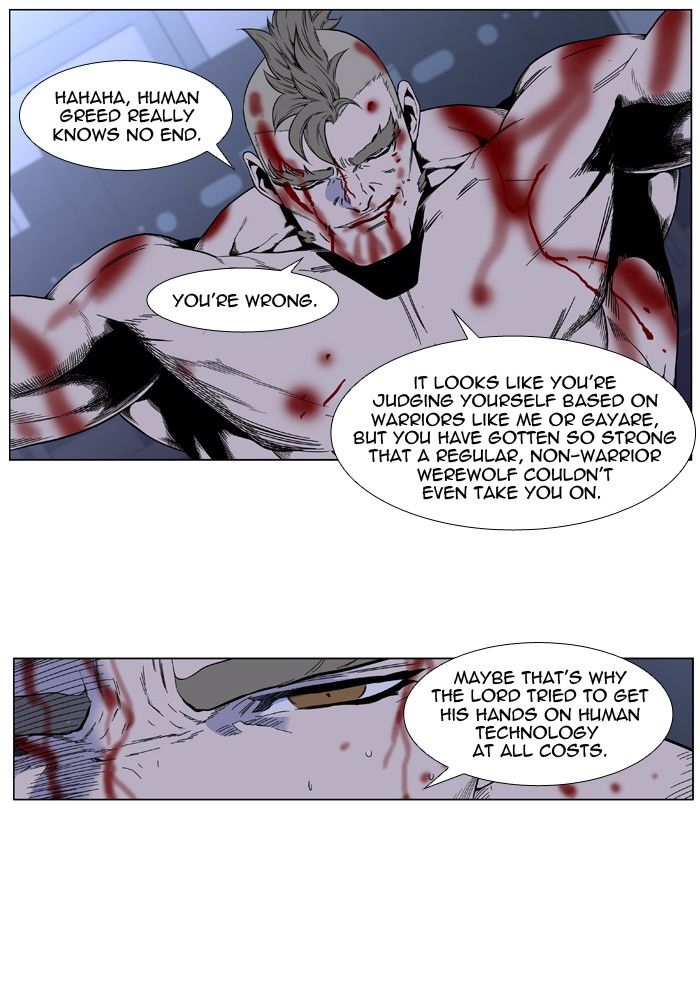 HAHAHA, HUMAN
GREED REALLY
KNOWS NO END.
YOU'RE WRONG.
IT LOOKS LIKE YOU'RE
JUDGING YOURSELF BASED ON
WARRIORS LIKE ME OR GAYARE,
BUT YOU HAVE GOTTEN SO STRONG
THAT A REGULAR, NON-WARRIOR
WEREWOLF COULDN'T
EVEN TAKE YOU ON.
MAYBE THAT'S WHY
THE LORD TRIED TO GET
HIS HANDS ON HUMAN
TECHNOLOGY
AT ALL COSTS.